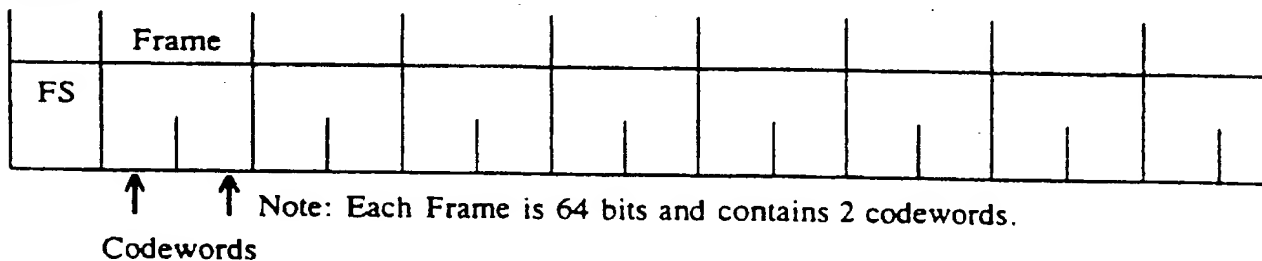 Frame
FS
Note: Each Frame is 64 bits and contains 2 codewords.
Codewords